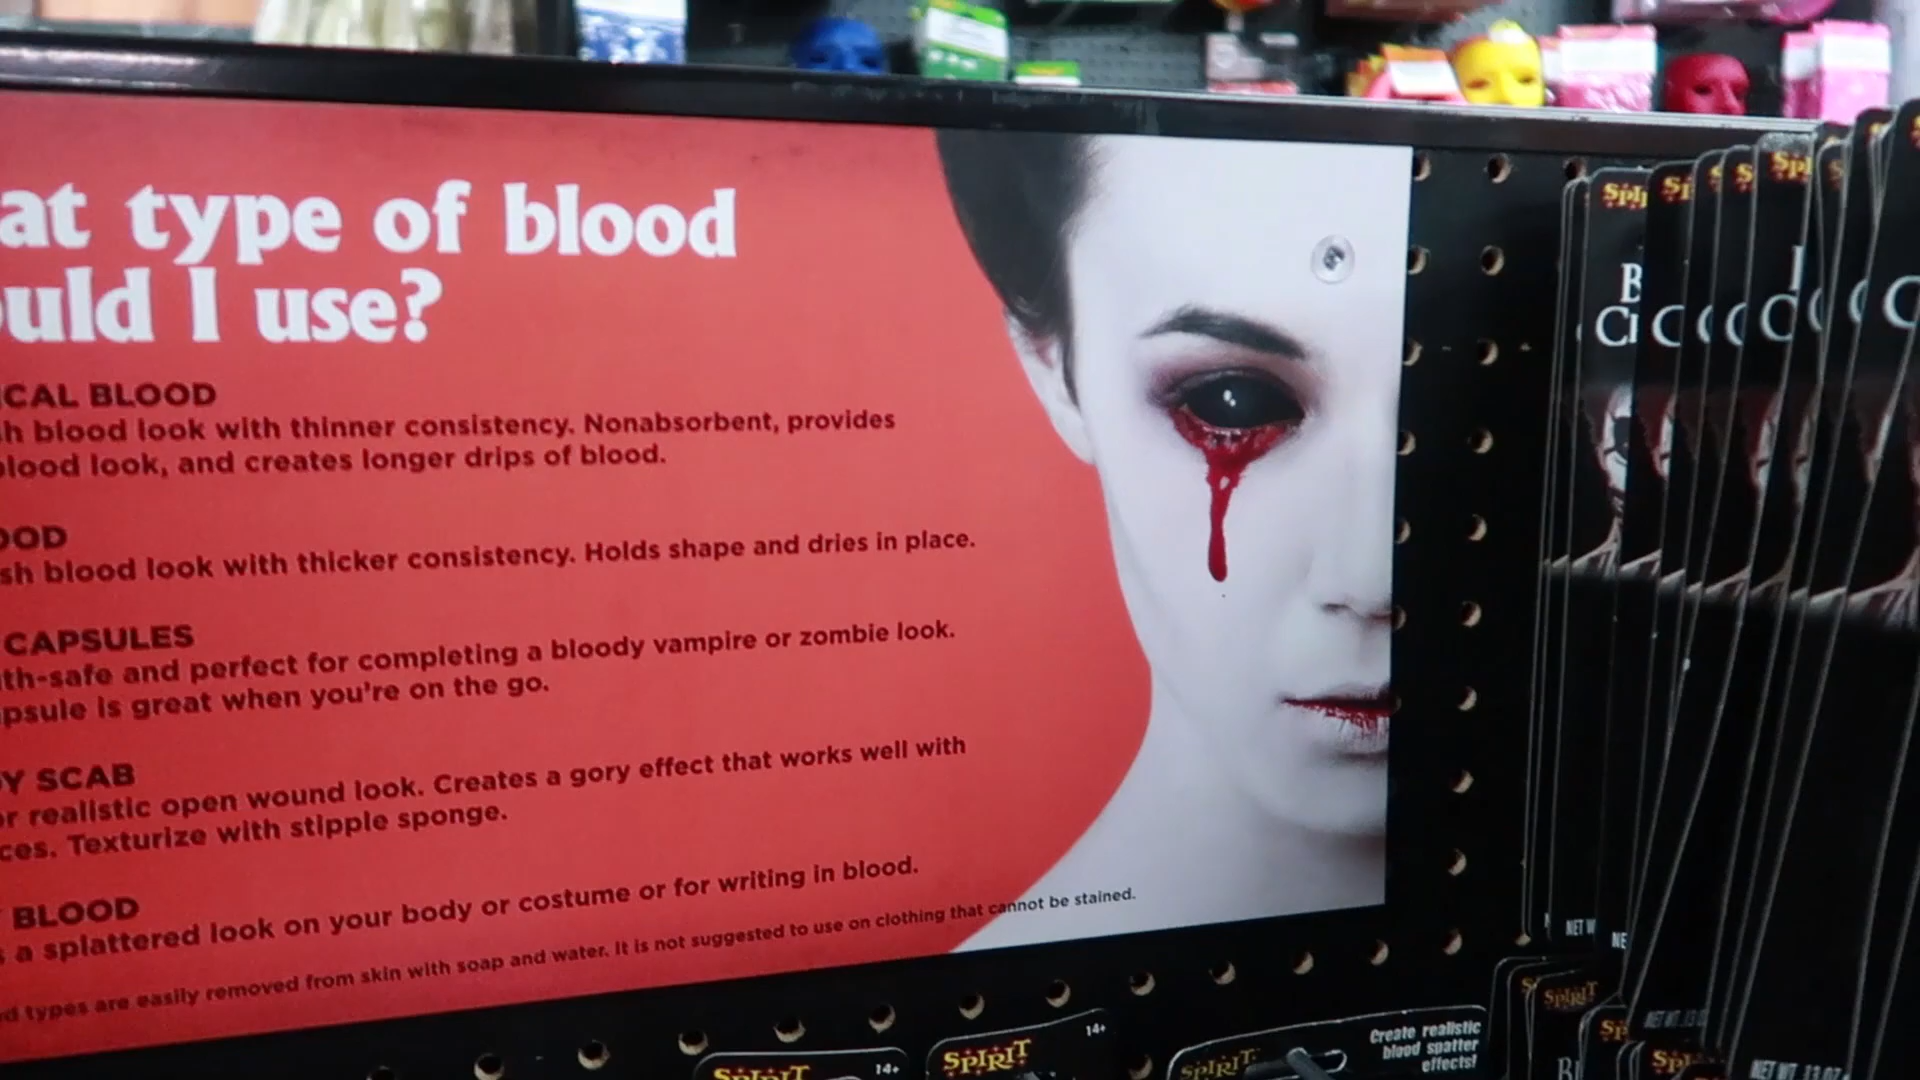 at type of blood
ould I use?
ICAL BLOOD
sh blood look with thinner consistency. Nonabsorbent, provides
blood look, and creates longer drips of blood.
OOD
sh blood look with thicker consistency. Holds shape and dries in place.
CAPSULES
th-safe and perfect for completing a bloody vampire or zombie look.
psule is great when you're on the go.
Y SCAB
or realistic open wound look. Creates a gory effect that works well with
ces. Texturize with stipple sponge.
BLOOD
s a splattered look on your body or costume or for writing in blood.
d types are easily removed from skin with soap and water. It is not suggested to use on clothing that cannot be stained.
SPIRIT 14+
SPIRIT 14+
SPIRIT
Create realistic
blood spatter
effects!
SPIRIT